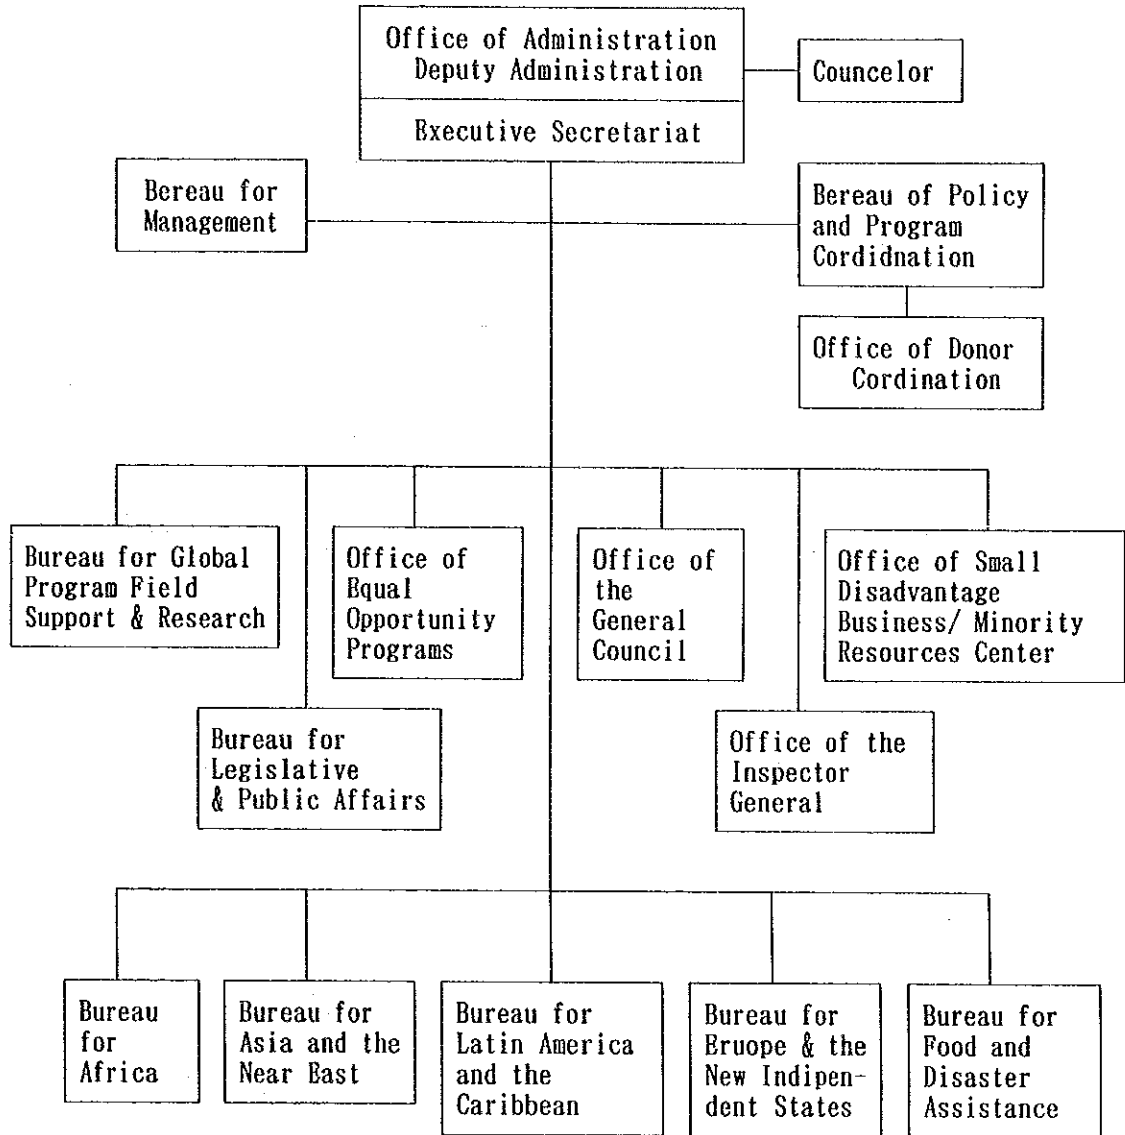 Office of Administration
Deputy Administration
Councelor
Executive Secretariat
Bereau for
Management
Bereau of Policy
and Program
Cordidnation
Office of Donor
Cordination
Bureau for Global
Program Field
Support & Research
Office of
Equal
Opportunity
Programs
Office of
the
General
Council
Office of Small
Disadvantage
Business/ Minority
Resources Center
Bureau for
Legislative
& Public Affairs
Office of the
Inspector
General
Bureau
for
Africa
Bureau for
Asia and the
Near East
Bureau for
Latin America
and the
Caribbean
Bureau for
Eruope & the
New Indipen-
dent States
Bureau for
Food and
Disaster
Assistance